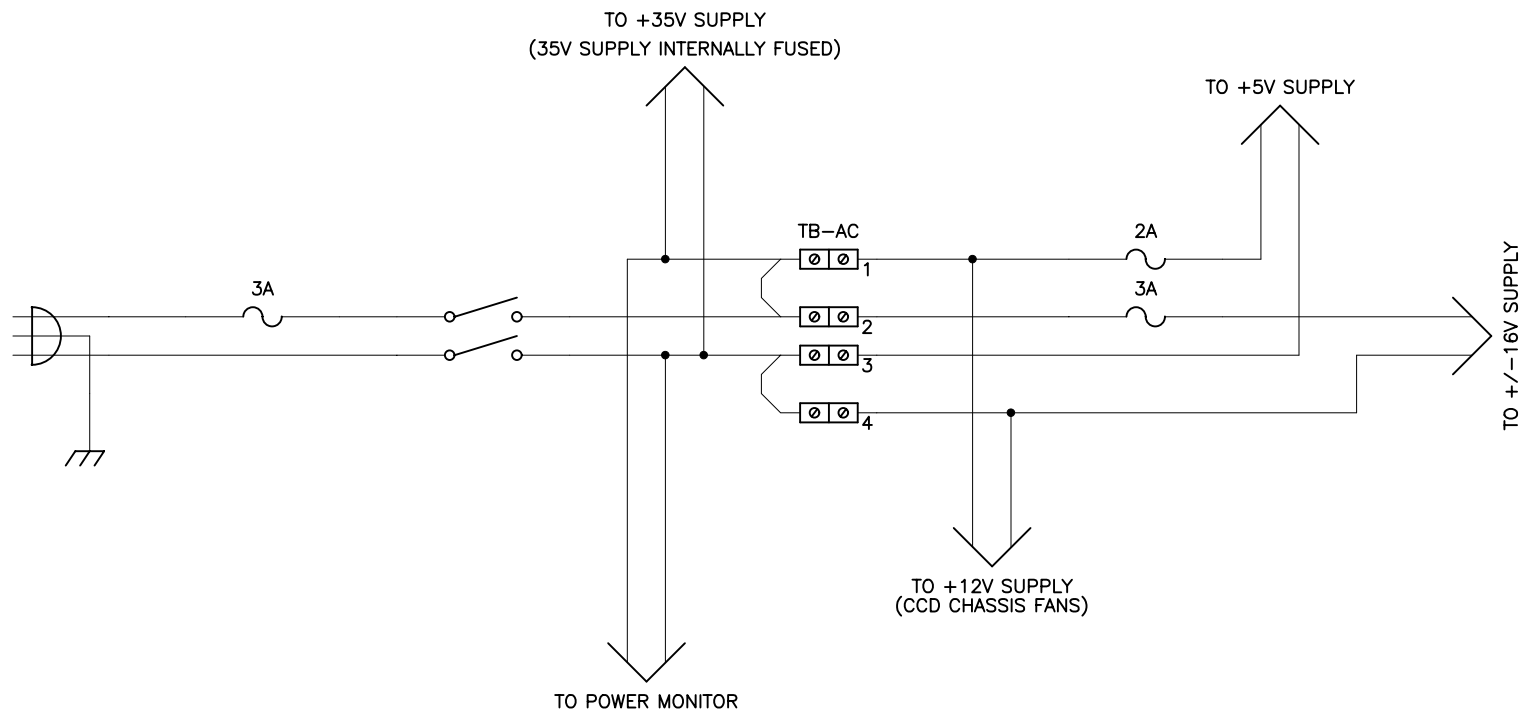 TO +35V SUPPLY
(35V SUPPLY INTERNALLY FUSED)
TO +5V SUPPLY
TB-AC
2A
1
3A
3A
2
3
4
TO +/-16V SUPPLY
TO +12V SUPPLY
(CCD CHASSIS FANS)
TO POWER MONITOR